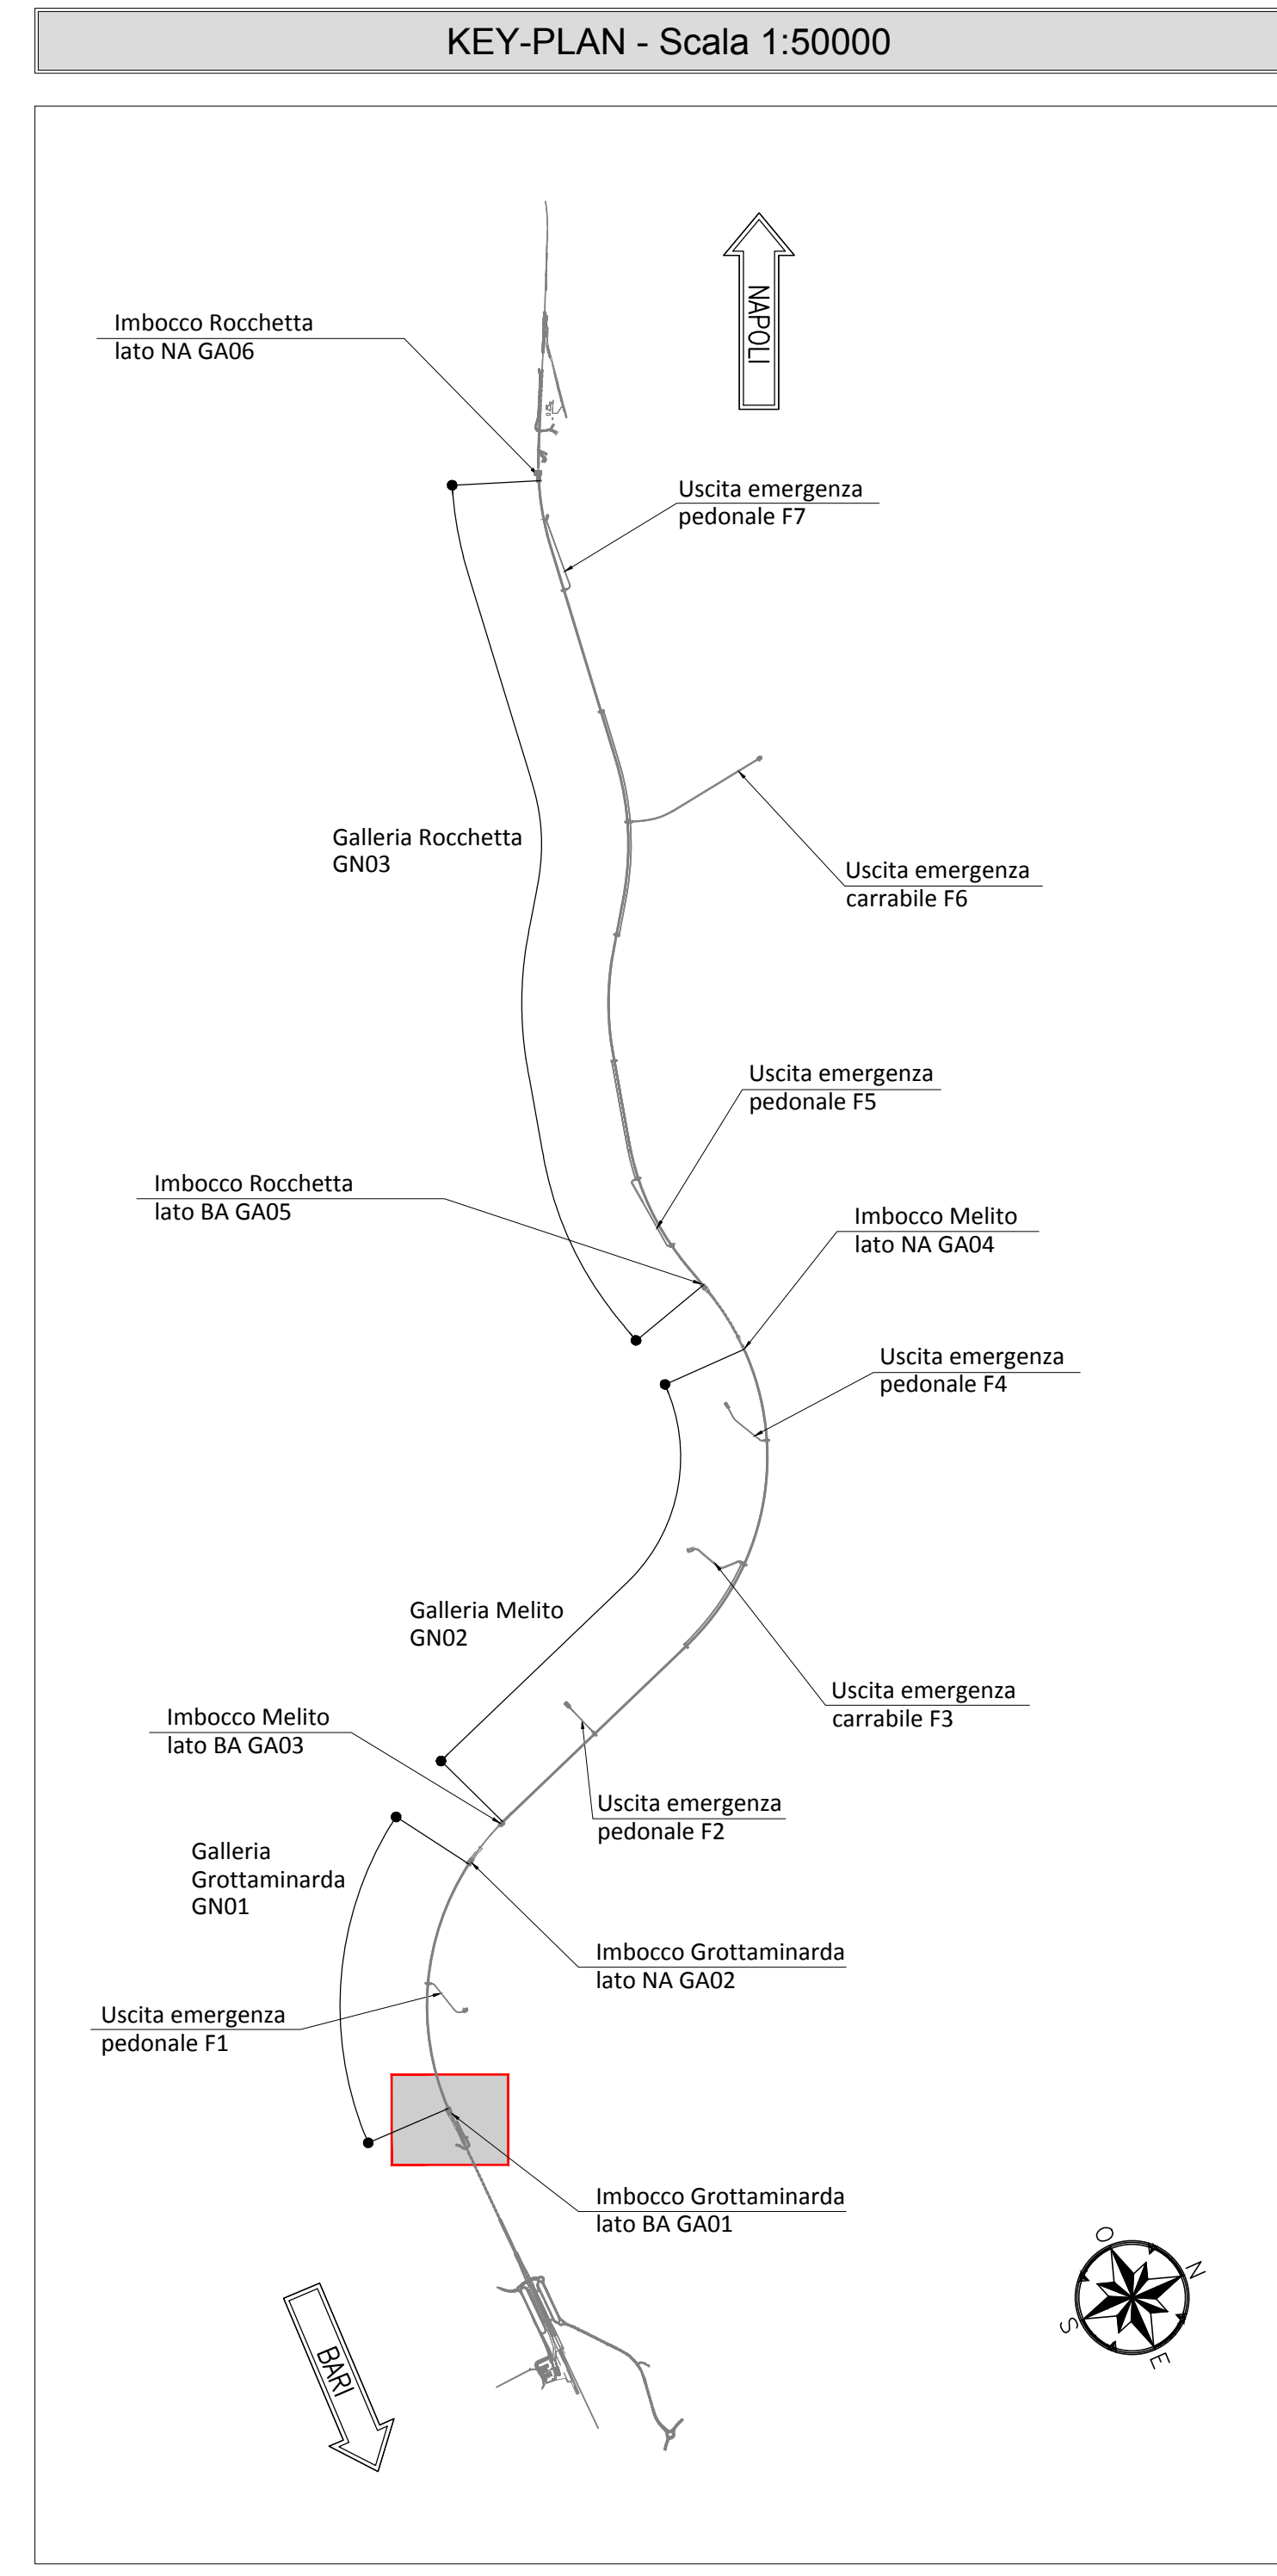 KEY-PLAN - Scala 1:50000
NAPOLI
Imbocco Rocchetta
lato NA GA06
Uscita emergenza
pedonale F7
Galleria Rocchetta
GN03
Uscita emergenza
carrabile F6
Uscita emergenza
pedonale F5
Imbocco Rocchetta
lato BA GA05
Imbocco Melito
lato NA GA04
Uscita emergenza
pedonale F4
Galleria Melito
GN02
Uscita emergenza
carrabile F3
Imbocco Melito
lato BA GA03
Uscita emergenza
pedonale F2
Galleria
Grottaminarda
GN01
Imbocco Grottaminarda
lato NA GA02
Uscita emergenza
pedonale F1
Imbocco Grottaminarda
lato BA GA01
BARI
O
N
S
E